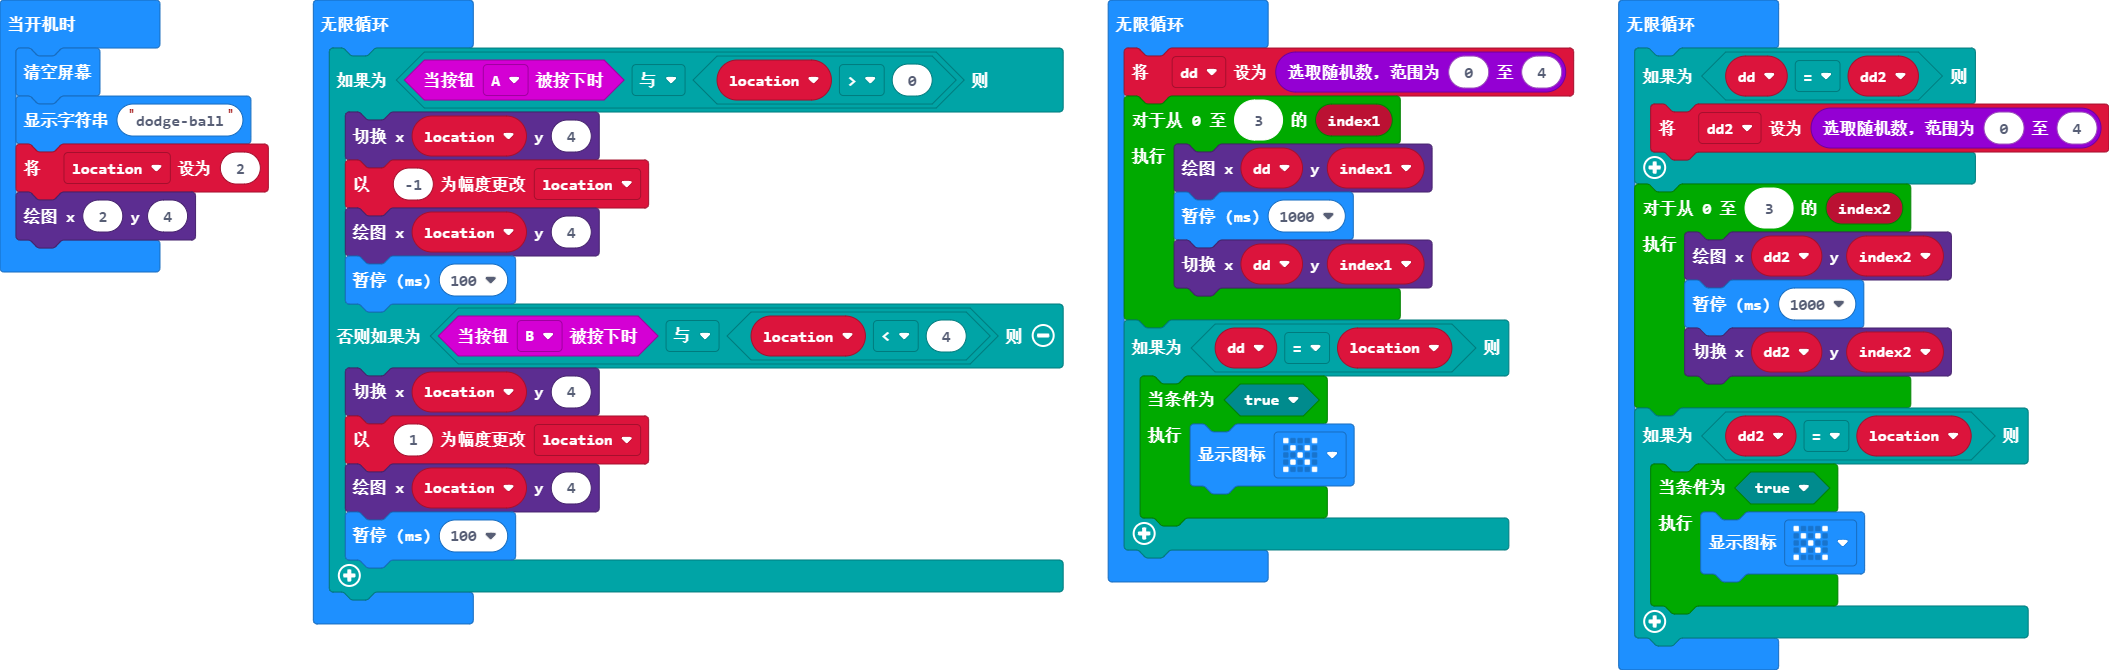 当开机时
清空屏幕
显示字符串 "dodge-ball"
将 location 设为 2
绘图 x 2 y 4
无限循环
如果为 当按钮 A 被按下时 与 location > 0 则
切换 x location y 4
以 -1 为幅度更改 location
绘图 x location y 4
暂停 (ms) 100
否则如果为 当按钮 B 被按下时 与 location < 4 则
切换 x location y 4
以 1 为幅度更改 location
绘图 x location y 4
暂停 (ms) 100
无限循环
将 dd 设为 选取随机数，范围为 0 至 4
对于从 0 至 3 的 index1
执行
绘图 x dd y index1
暂停 (ms) 1000
切换 x dd y index1
如果为 dd = location 则
当条件为 true
执行
显示图标
无限循环
如果为 dd = dd2 则
将 dd2 设为 选取随机数，范围为 0 至 4
对于从 0 至 3 的 index2
执行
绘图 x dd2 y index2
暂停 (ms) 1000
切换 x dd2 y index2
如果为 dd2 = location 则
当条件为 true
执行
显示图标